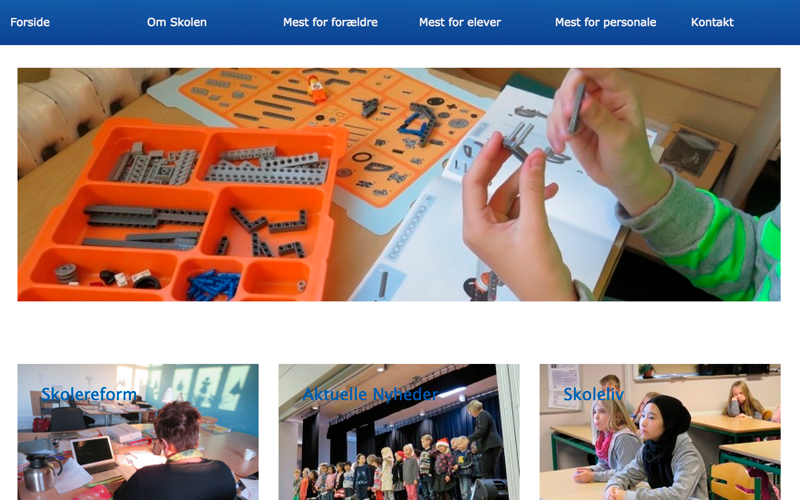 Forside
Om Skolen
Mest for forældre
Mest for elever
Mest for personale
Kontakt
Skolereform
Aktuelle Nyheder
Skoleliv